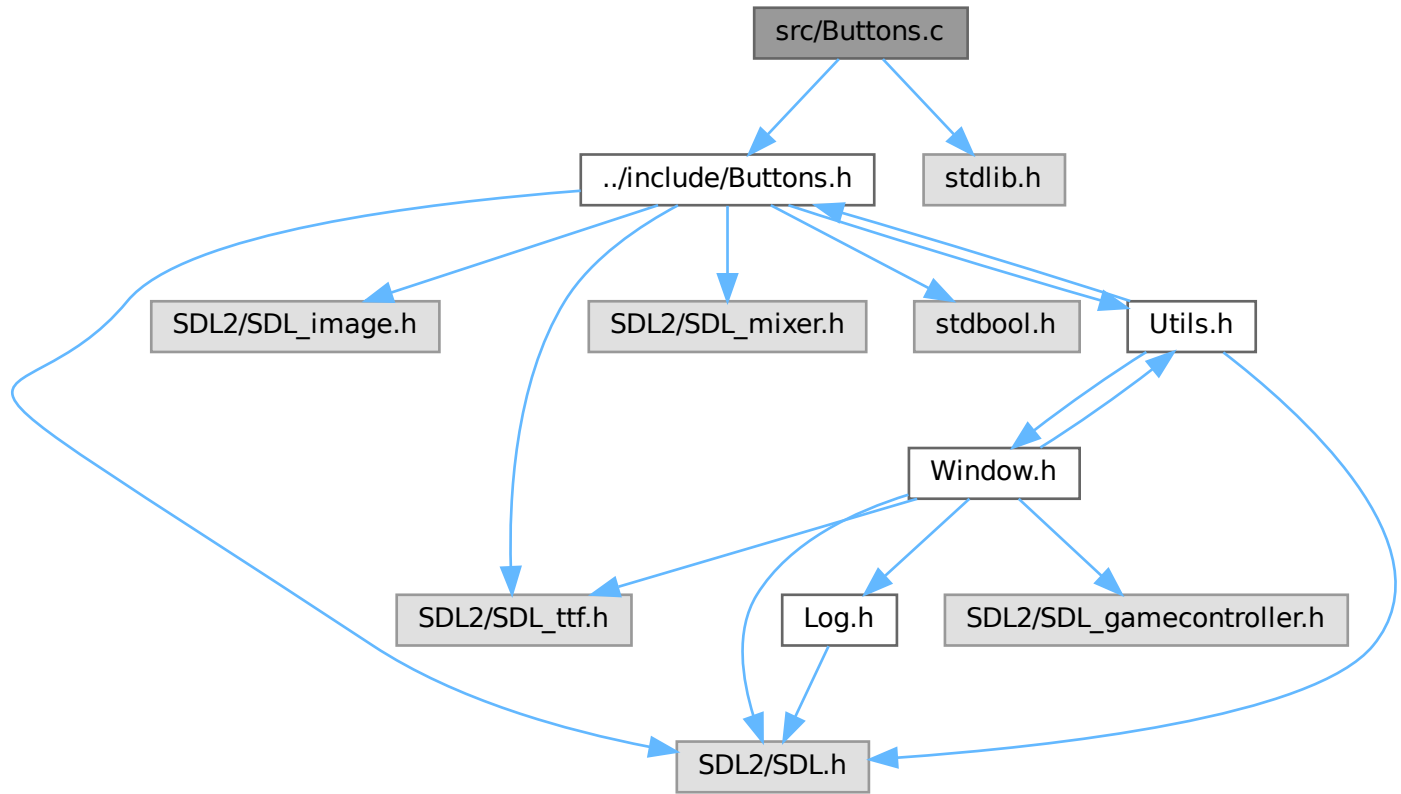 src/Buttons.c
../include/Buttons.h
stdlib.h
SDL2/SDL_image.h
SDL2/SDL_mixer.h
stdbool.h
Utils.h
Window.h
SDL2/SDL_ttf.h
Log.h
SDL2/SDL_gamecontroller.h
SDL2/SDL.h